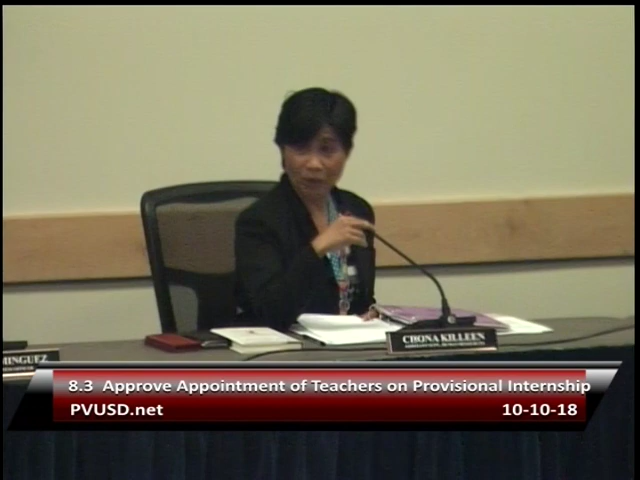 CHONA KILLEEN
MINGUEZ
8.3 Approve Appointment of Teachers on Provisional Internship
PVUSD.net
10-10-18